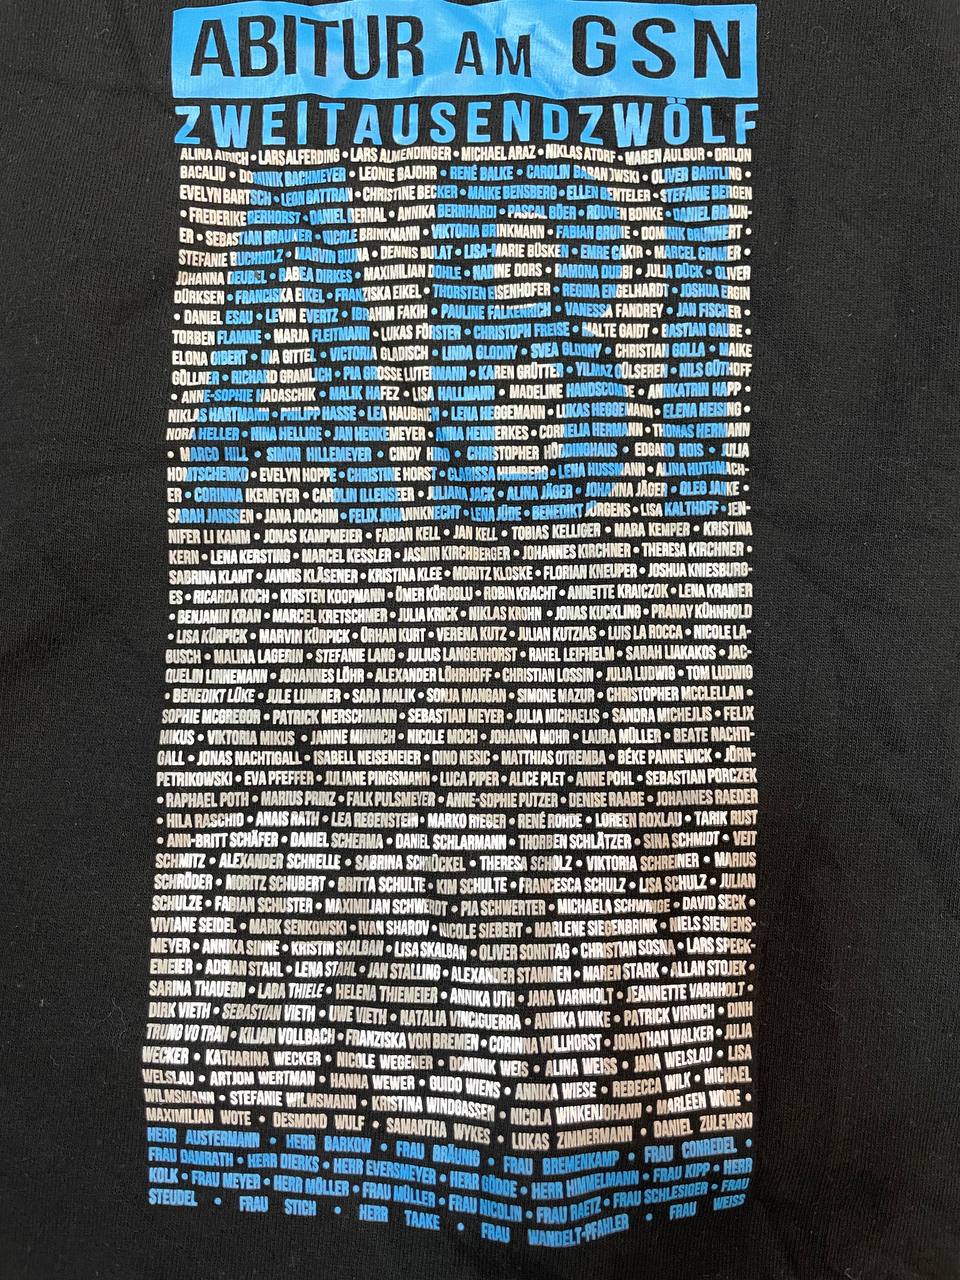 ABITUR AM GSN
ZWEITAUSENDZWÖLF
ALINA AURICH • LARS ALFERDING • LARS ALMENDINGER • MICHAEL ARAZ • NIKLAS ATORF • MAREN AULBUR • DRILON
BACALIU • DOMINIK BACHMEYER • LEONIE BAJOHR • RENÉ BALKE • CAROLIN BARANOWSKI • OLIVER BARTLING •
EVELYN BARTSCH • LEON BATTRAN • CHRISTINE BECKER • MAIKE BENSBERG • ELLEN BENTELER • STEFANIE BERGEN
• FREDERIKE BERHORST • DANIEL BERNAL • ANNIKA BERNHARDI • PASCAL BÖER • ROUVEN BONKE • DANIEL BRAUN-
ER • SEBASTIAN BRAUKER • NICOLE BRINKMANN • VIKTORIA BRINKMANN • FABIAN BRUNE • DOMINIK BRUNNERT •
STEFANIE BUCHHOLZ • MARVIN BUNA • DENNIS BULAT • LISA-MARIE BÜSKEN • EMRE CAKIR • MARCEL CRAMER •
JOHANNA DEUBEL • RABEA DIRKES • MAXIMILIAN DOHLE • NADINE DORS • RAMONA DUBBI • JULIA DÜCK • OLIVER
DÜRKSEN • FRANCISKA EIKEL • FRANZISKA EIKEL • THORSTEN EISENHOFER • REGINA ENGELHARDT • JOSHUA ERGIN
• DANIEL ESAU • LEVIN EVERTZ • IBRAHIM FAKIH • PAULINE FALKENRICH • VANESSA FANDREY • JAN FISCHER •
TORBEN FLAMME • MARJA FLEITMANN • LUKAS FÖRSTER • CHRISTOPH FREISE • MALTE GAIDT • BASTIAN GAUBE •
ELONA GIBERT • INA GITTEL • VICTORIA GLADISCH • LINDA GLODNY • SVEA GLODNY • CHRISTIAN GOLLA • MAIKE
GÖLLNER • RICHARD GRAMLICH • PIA GROSSE LUTERMANN • KAREN GRÜTTER • YILMAZ GÜLSEREN • NILS GÜTHOFF
• ANNE-SOPHIE HADASCHIK • MALIK HAFEZ • LISA HALLMANN • MADELINE HANDSCOMBE • ANNKATRIN HAPP •
NIKLAS HARTMANN • PHILIPP HASSE • LEA HAUBRICH • LENA HEGGEMANN • LUKAS HEGGEMANN • ELENA HEISING •
NORA HELLER • NINA HELLIGE • JAN HENKEMEYER • ANNA HENNERKES • CORNELIA HERMANN • THOMAS HERMANN
• MARCO HILL • SIMON HILLEMEYER • CINDY HIRD • CHRISTOPHER HÖLMINGHAUS • EDGARD HOIS • JULIA
HONTSCHENKO • EVELYN HOPPE • CHRISTINE HORST • CLARISSA HUMBERG • LENA HUSSMANN • ALINA HUTHMACH-
ER • CORINNA IKEMEYER • CAROLIN ILLENSEER • JULIANA JACK • ALINA JÄGER • JOHANNA JÄGER • OLEG JANKE •
SARAH JANSSEN • JANA JOACHIM • FELIX JOHANNKNECHT • LENA JÜDE • BENEDIKT JÜRGENS • LISA KALTHOFF • JEN-
NIFER LI KAMM • JONAS KAMPMEIER • FABIAN KELL • JAN KELL • TOBIAS KELLIGER • MARA KEMPER • KRISTINA
KERN • LENA KERSTING • MARCEL KESSLER • JASMIN KIRCHBERGER • JOHANNES KIRCHNER • THERESA KIRCHNER •
SABRINA KLAMT • JANNIS KLÄSENER • KRISTINA KLEE • MORITZ KLOSKE • FLORIAN KNEUPER • JOSHUA KNIESBURG-
ES • RICARDA KOCH • KIRSTEN KOOPMANN • ÖMER KÖROGLU • ROBIN KRACHT • ANNETTE KRAICZOK • LENA KRAMER
• BENJAMIN KRAN • MARCEL KRETSCHMER • JULIA KRICK • NIKLAS KROHN • JONAS KUCKLING • PRANAY KÜHNHOLD
• LISA KÜRPICK • MARVIN KÜRPICK • ORHAN KURT • VERENA KUTZ • JULIAN KUTZIAS • LUIS LA ROCCA • NICOLE LA-
BUSCH • MALINA LAGERIN • STEFANIE LANG • JULIUS LANGENHORST • RAHEL LEIFHELM • SARAH LIAKAKOS • JAC-
QUELIN LINNEMANN • JOHANNES LÖHR • ALEXANDER LÖHRHOFF • CHRISTIAN LOSSIN • JULIA LUDWIG • TOM LUDWIG
• BENEDIKT LÜKE • JULE LUMMER • SARA MALIK • SONJA MANGAN • SIMONE MAZUR • CHRISTOPHER MCCLELLAN •
SOPHIE MCGREGOR • PATRICK MERSCHMANN • SEBASTIAN MEYER • JULIA MICHAELIS • SANDRA MICHEJLIS • FELIX
MIKUS • VIKTORIA MIKUS • JANINE MINNICH • NICOLE MOCH • JOHANNA MOHR • LAURA MÜLLER • BEATE NACHTI-
GALL • JONAS NACHTIGALL • ISABELL NEISEMEIER • DINO NESIC • MATTHIAS OTREMBA • BÉKE PANNEWICK • JÖRN-
PETRIKOWSKI • EVA PFEFFER • JULIANE PINGSMANN • LUCA PIPER • ALICE PLET • ANNE POHL • SEBASTIAN PORCZEK
• RAPHAEL POTH • MARIUS PRINZ • FALK PULSMEYER • ANNE-SOPHIE PUTZER • DENISE RAABE • JOHANNES RAEDER
• HILA RASCHID • ANAIS RATH • LEA REGENSTEIN • MARKO RIEGER • RENÉ ROHDE • LOREEN ROXLAU • TARIK RUST
• ANN-BRITT SCHÄFER • DANIEL SCHERMA • DANIEL SCHLARMANN • THORBEN SCHLÄTZER • SINA SCHMIDT • VEIT
SCHMITZ • ALEXANDER SCHNELLE • SABRINA SCHNÜCKEL • THERESA SCHOLZ • VIKTORIA SCHREINER • MARIUS
SCHRÖDER • MORITZ SCHUBERT • BRITTA SCHULTE • KIM SCHULTE • FRANCESCA SCHULZ • LISA SCHULZ • JULIAN
SCHULZE • FABIAN SCHUSTER • MAXIMILIAN SCHWERDT • PIA SCHWERTER • MICHAELA SCHWINGE • DAVID SECK •
VIVIANE SEIDEL • MARK SENKOWSKI • IVAN SHAROV • NICOLE SIEBERT • MARLENE SIEGENBRINK • NIELS SIEMENS-
MEYER • ANNIKA SINNE • KRISTIN SKALBAN • LISA SKALBAN • OLIVER SONNTAG • CHRISTIAN SOSNA • LARS SPECK-
EMEIER • ADRIAN STAHL • LENA STAHL • JAN STALLING • ALEXANDER STAMMEN • MAREN STARK • ALLAN STOJEK •
SARINA THAUERN • LARA THIELE • HELENA THIEMEIER • ANNIKA UTH • JANA VARNHOLT • JEANNETTE VARNHOLT •
DIRK VIETH • SEBASTIAN VIETH • UWE VIETH • NATALIA VINCIGUERRA • ANNIKA VINKE • PATRICK VIRNICH • DINH
TRUNG VO TRAN • KILIAN VOLLBACH • FRANZISKA VON BREMEN • CORINNA VULLHORST • JONATHAN WALKER • JULIA
WECKER • KATHARINA WECKER • NICOLE WEGENER • DOMINIK WEIS • ALINA WEISS • JANA WELSLAU • LISA
WELSLAU • ARTJOM WERTMAN • HANNA WEWER • GUIDO WIENS • ANNIKA WIESE • REBECCA WILK • MICHAEL
WILMSMANN • STEFANIE WILMSMANN • KRISTINA WINDGASSEN • NICOLA WINKENJOHANN • MARLEEN WODE •
MAXIMILIAN WOTE • DESMOND WULF • SAMANTHA WYKES • LUKAS ZIMMERMANN • DANIEL ZULEWSKI
HERR AUSTERMANN • HERR BARKOW • FRAU BRÄUNIG • FRAU BREMENKAMP • FRAU CONREDEL •
FRAU DAMRATH • HERR DIERKS • HERR EVERSMEYER • HERR GÖDDE • HERR HIMMELMANN • FRAU KIPP • HERR
KOLK • FRAU MEYER • HERR MÖLLER • FRAU MÜLLER • FRAU NICOLIN • FRAU RAETZ • FRAU SCHLESIGER • FRAU
STEUDEL • FRAU STICH • HERR TAAKE • FRAU WANDELT-PFAHLER • FRAU WEISS